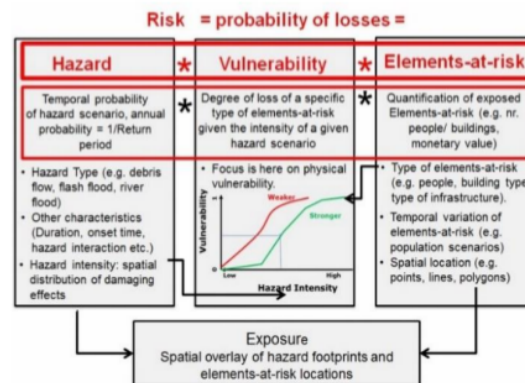 Risk = probability of losses =
Hazard * Vulnerability * Elements-at-risk
Temporal probability
of hazard scenario, annual
probability = 1/Return
period
*
Degree of loss of a specific
type of elements-at-risk
given the intensity of a given
hazard scenario
*
Quantification of exposed
Elements-at-risk (e.g. nr.
people/ buildings,
monetary value)
• Hazard Type (e.g. debris
flow, flash flood, river
flood)
• Other characteristics
(Duration, onset time,
hazard interaction etc.)
• Hazard intensity: spatial
distribution of damaging
effects
• Focus is here on physical
vulnerability.
Weaker
Stronger
Vulnerability
0
Low
High
Hazard Intensity
• Type of elements-at-risk
(e.g. people, building type
type of infrastructure).
• Temporal variation of
elements-at-risk (e.g.
population scenarios)
• Spatial location (e.g.
points, lines, polygons)
Exposure
Spatial overlay of hazard footprints and
elements-at-risk locations